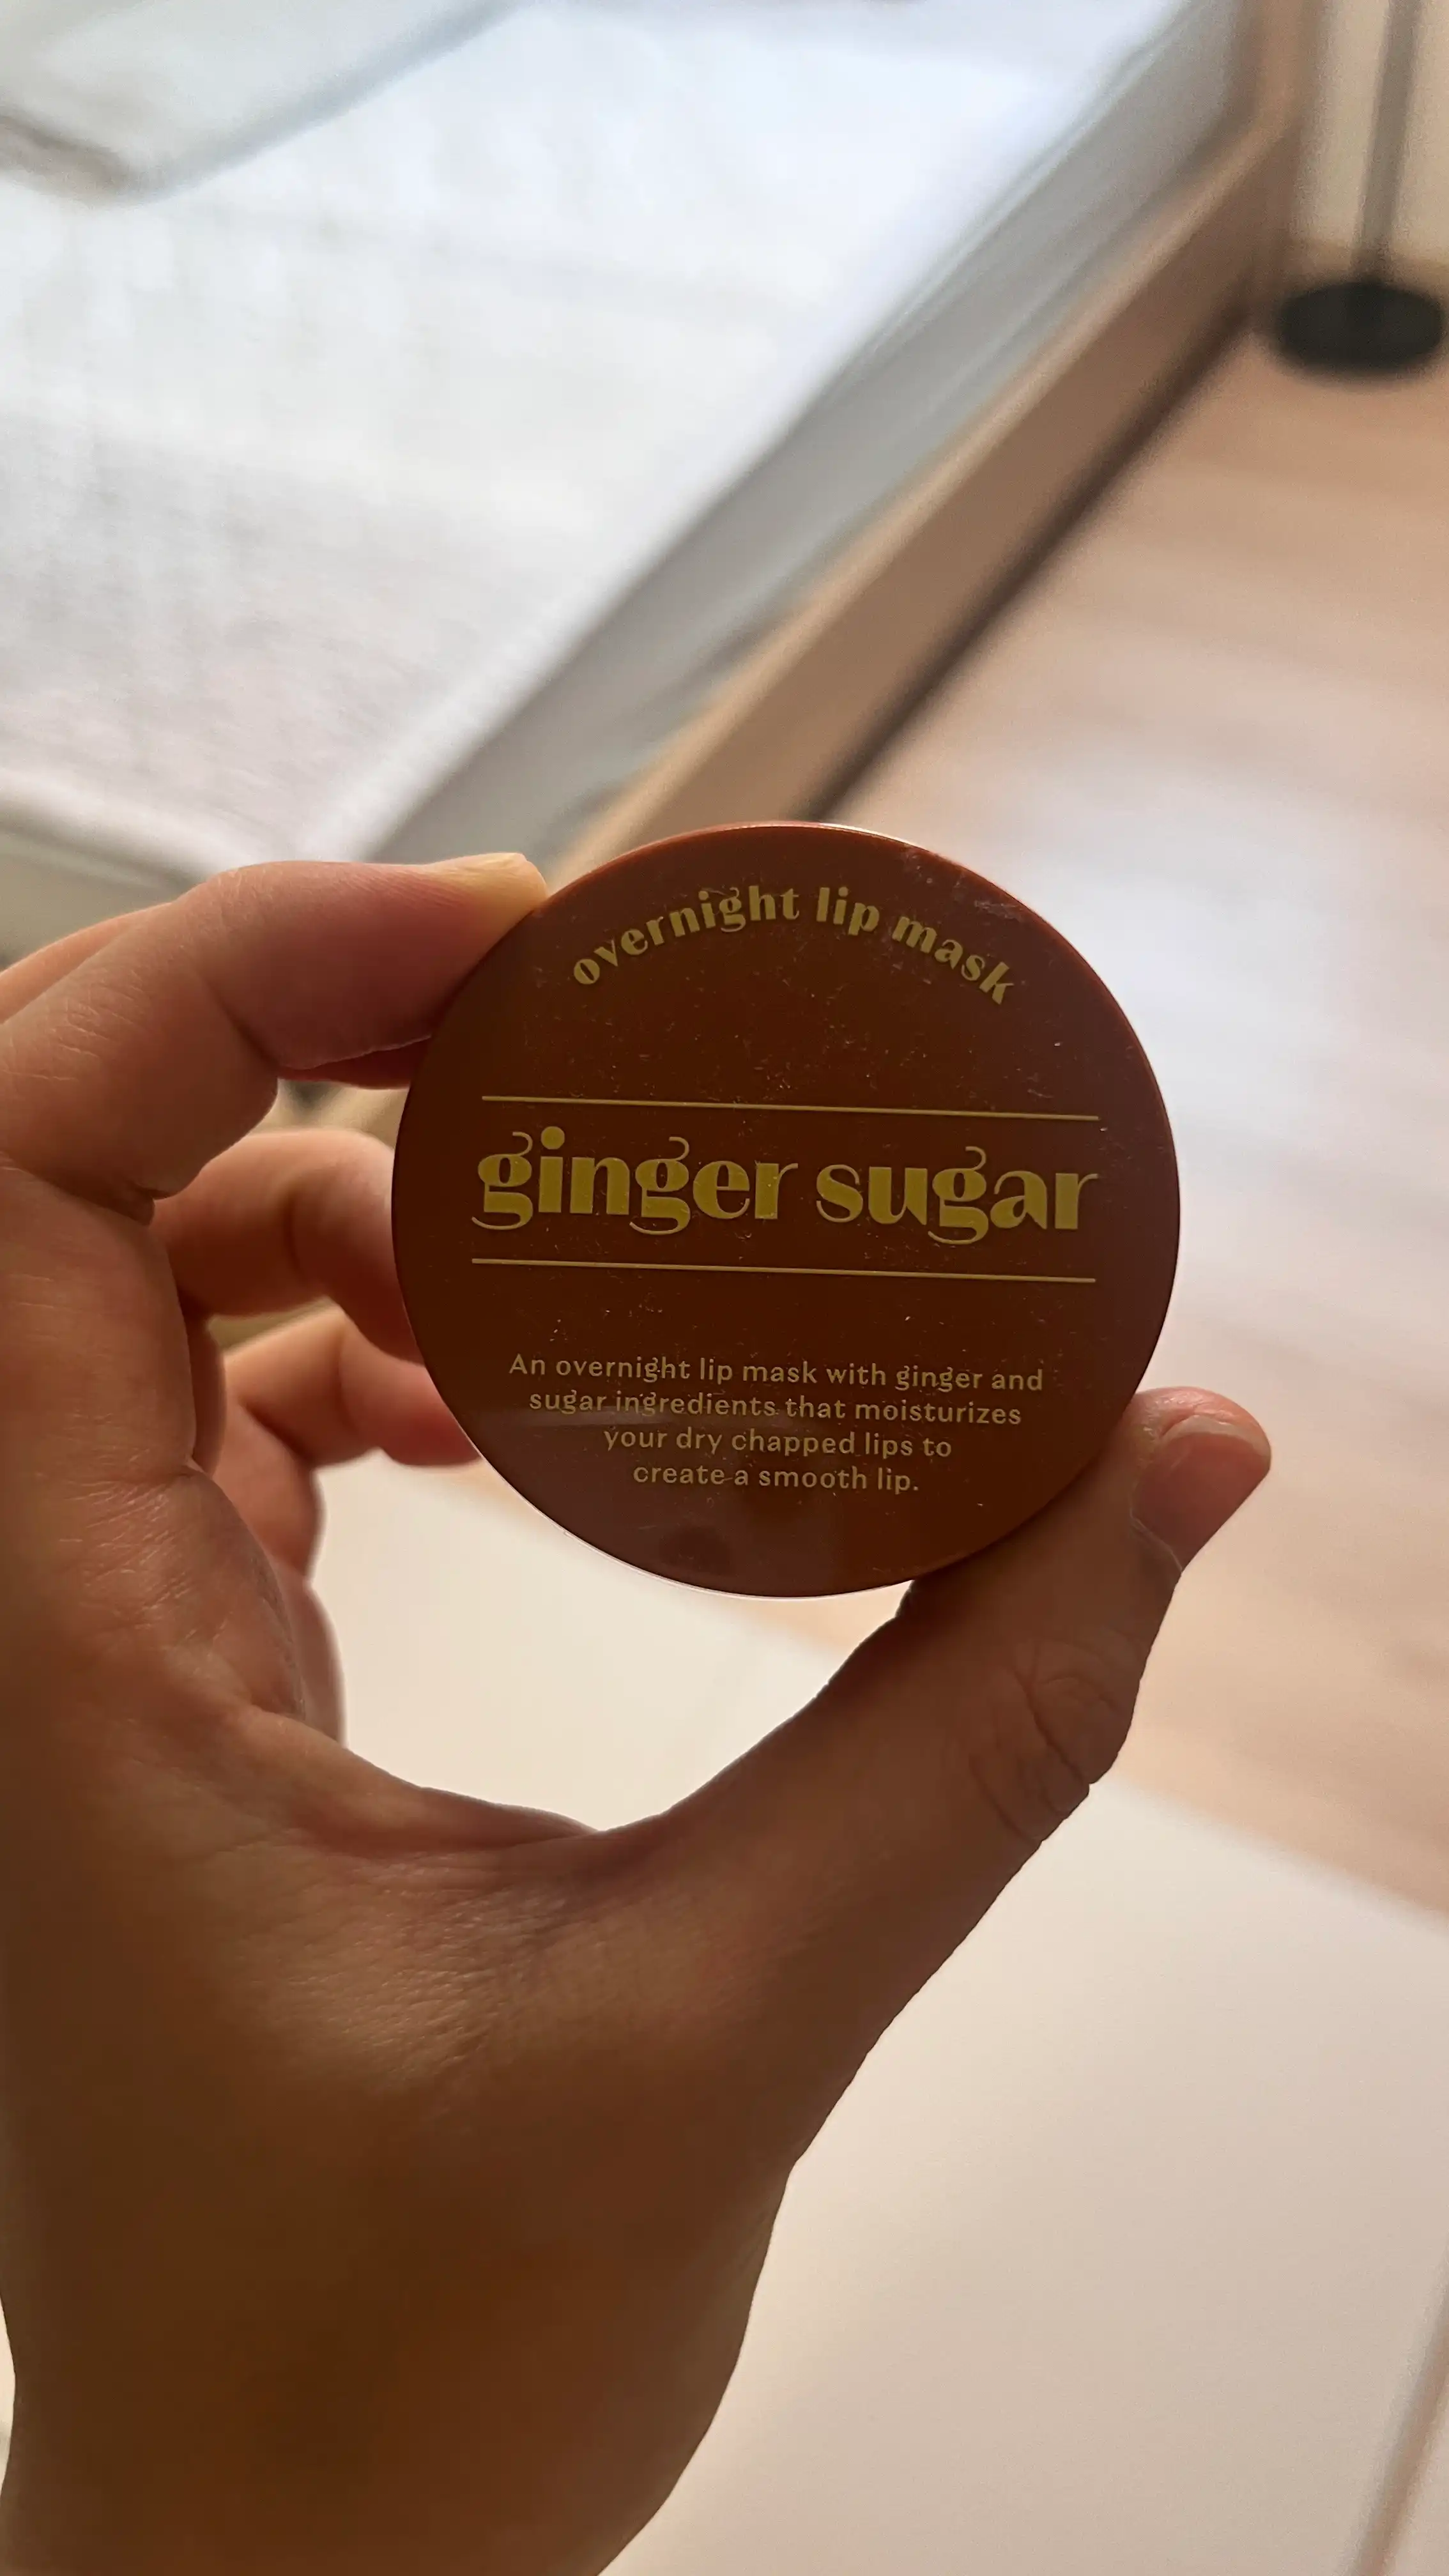 overnight lip mask
ginger sugar
An overnight lip mask with ginger and
sugar ingredients that moisturizes
your dry chapped lips to
create a smooth lip.